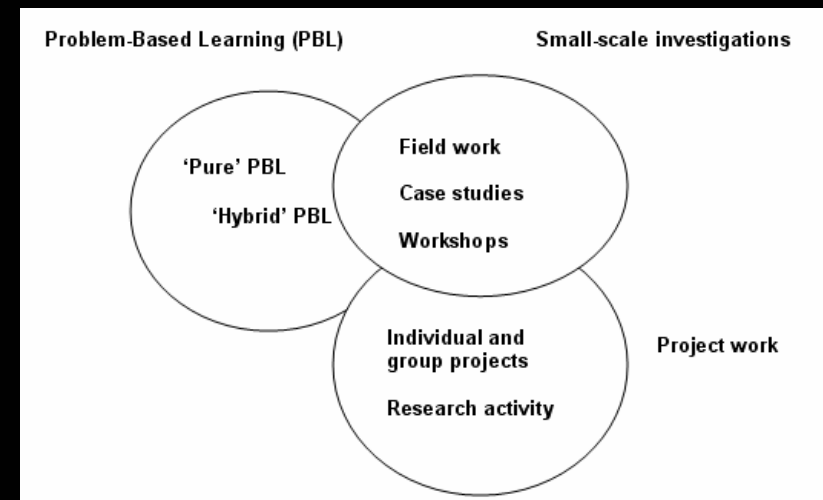 Problem-Based Learning (PBL)
Small-scale investigations
‘Pure’ PBL
‘Hybrid’ PBL
Field work
Case studies
Workshops
Individual and
group projects
Research activity
Project work